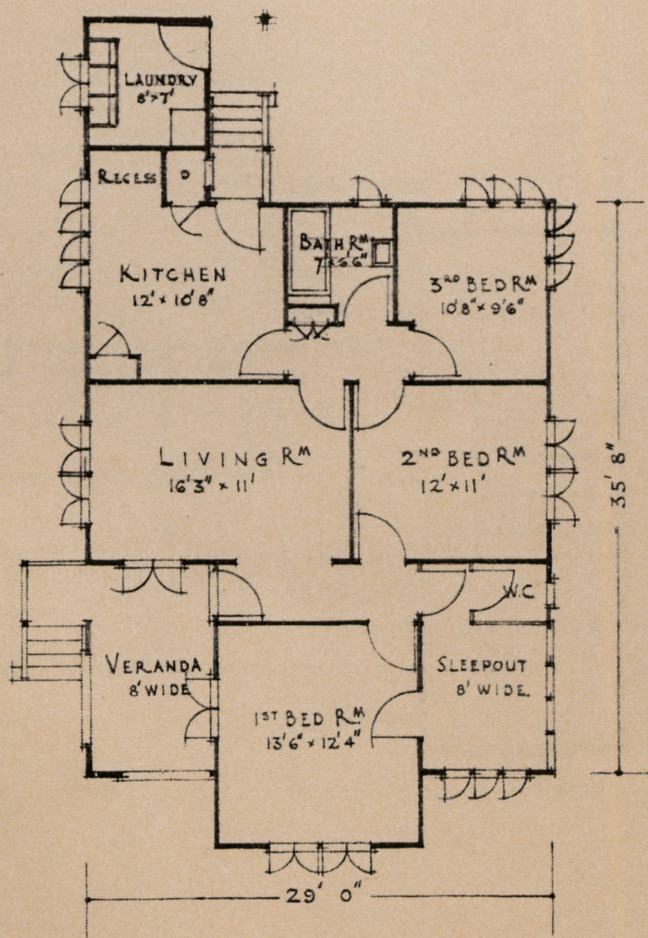 LAUNDRY
8' × 7'
RECESS
D
KITCHEN
12' × 10'8"
BATH RM
7' × 5'6"
3RD BED RM
10'8" × 9'6"
LIVING RM
16'3" × 11'
2ND BED RM
12' × 11'
35' 8"
W.C
VERANDA
8' WIDE
SLEEPOUT
8' WIDE.
1ST BED RM
13'6" × 12'4"
29' 0"